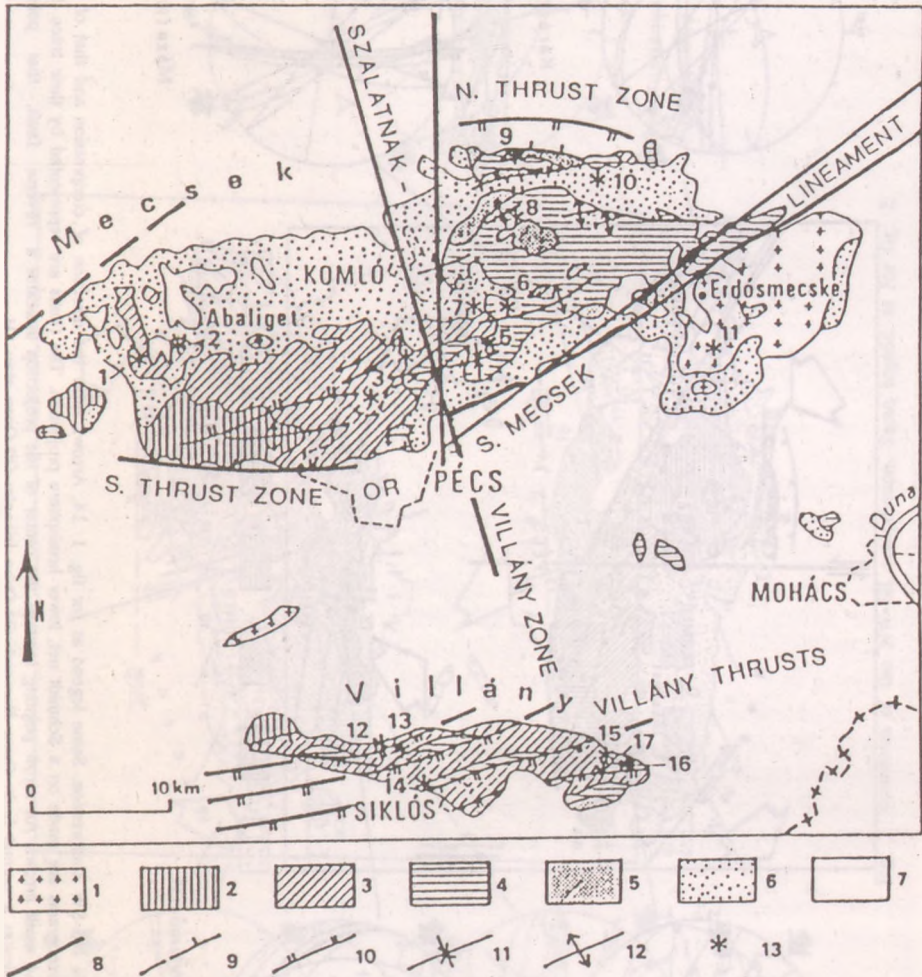 SZALATNAK -
N. THRUST ZONE
9
10
LINEAMENT
Mecsek
8
KOMLÓ
6
Erdősmecske
7
Abaliget
2
5
11
1
3
S. MECSEK
S. THRUST ZONE
OR
PÉCS
VILLÁNY ZONE
Duna
MOHÁCS
N
Villány
VILLÁNY THRUSTS
12
13
15
17
16
14
0
10 km
SIKLÓS
1 2 3 4 5 6 7
8 9 10 11 12 13